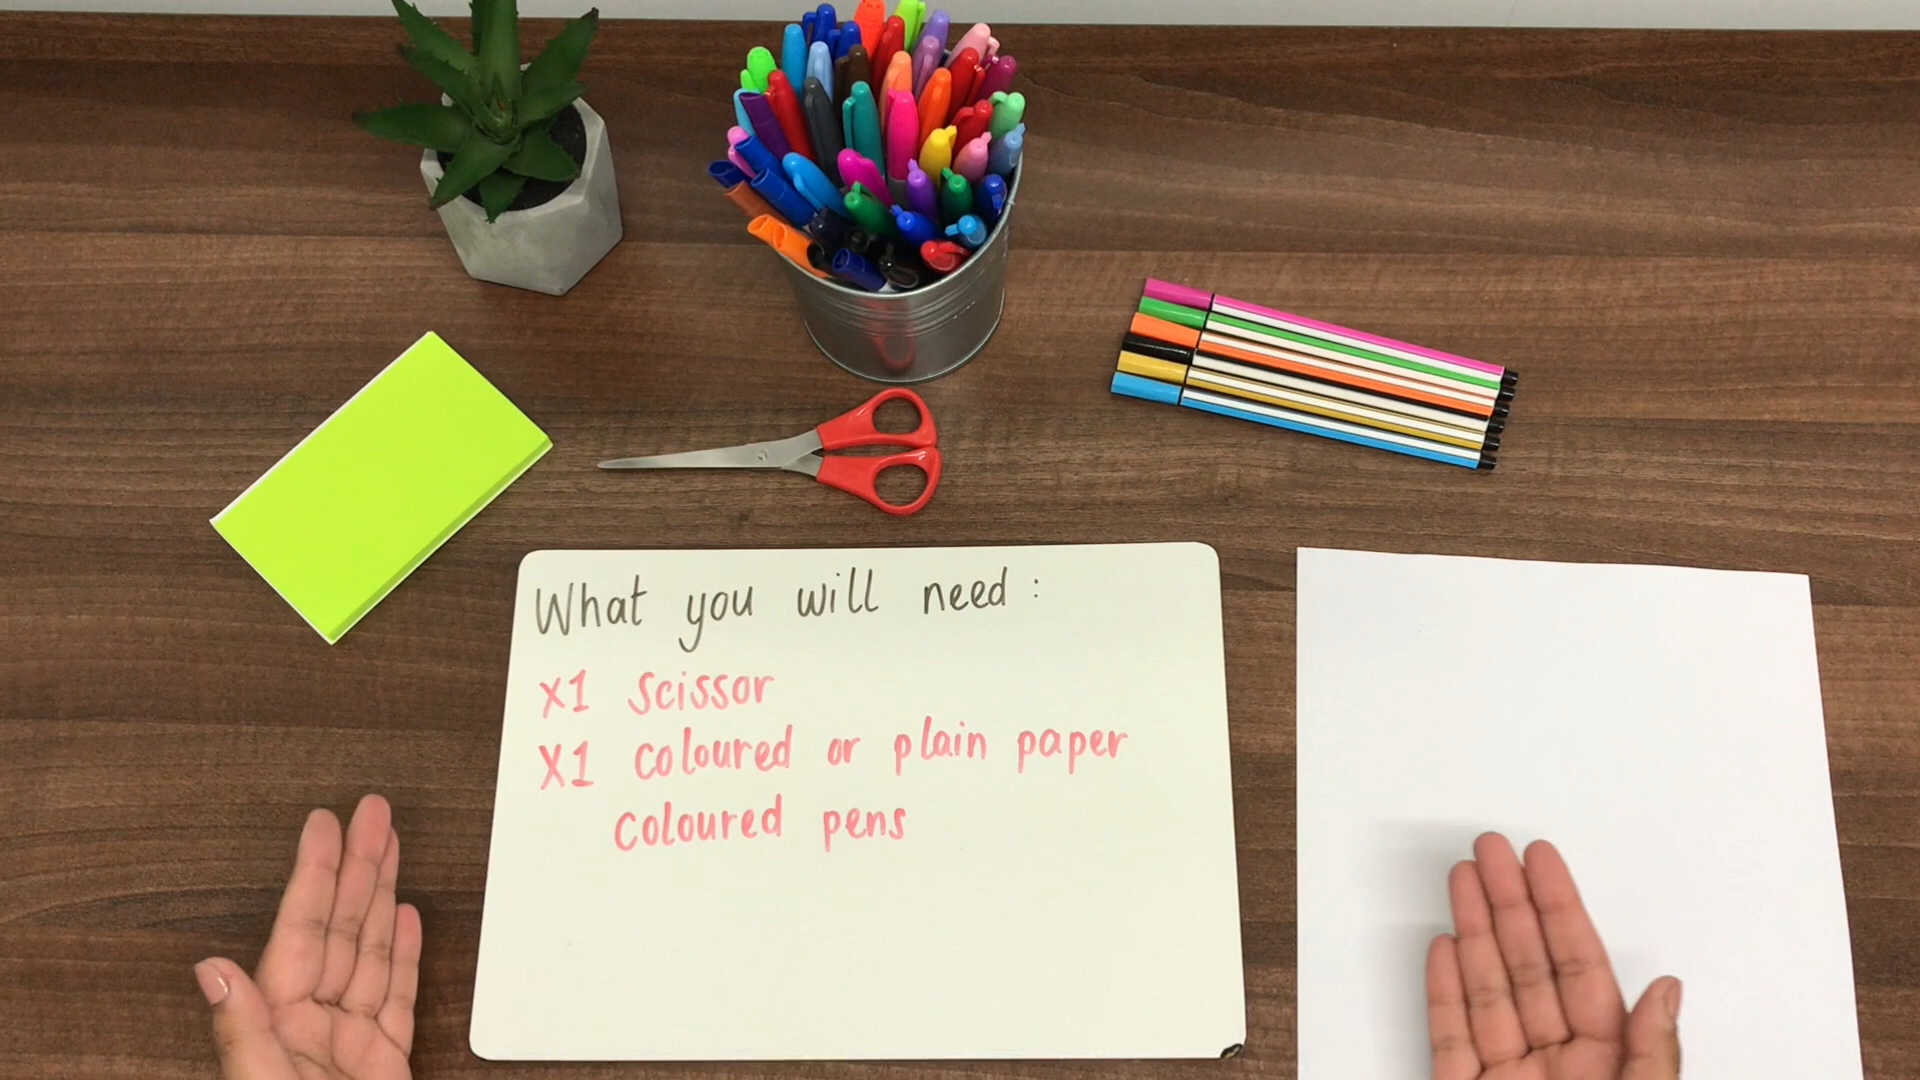 What you will need :
x1 scissor
x1 coloured or plain paper
coloured pens